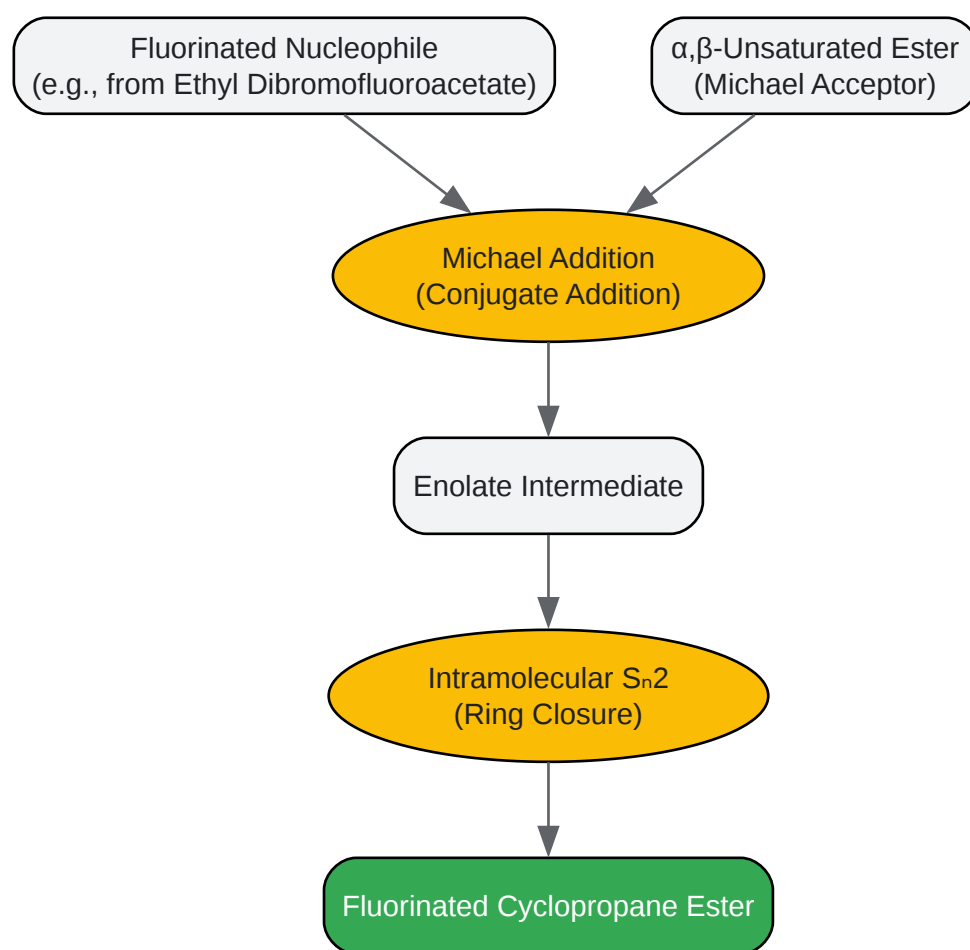 Fluorinated Nucleophile
(e.g., from Ethyl Dibromofluoroacetate)
α,β-Unsaturated Ester
(Michael Acceptor)
Michael Addition
(Conjugate Addition)
Enolate Intermediate
Intramolecular Sₙ2
(Ring Closure)
Fluorinated Cyclopropane Ester